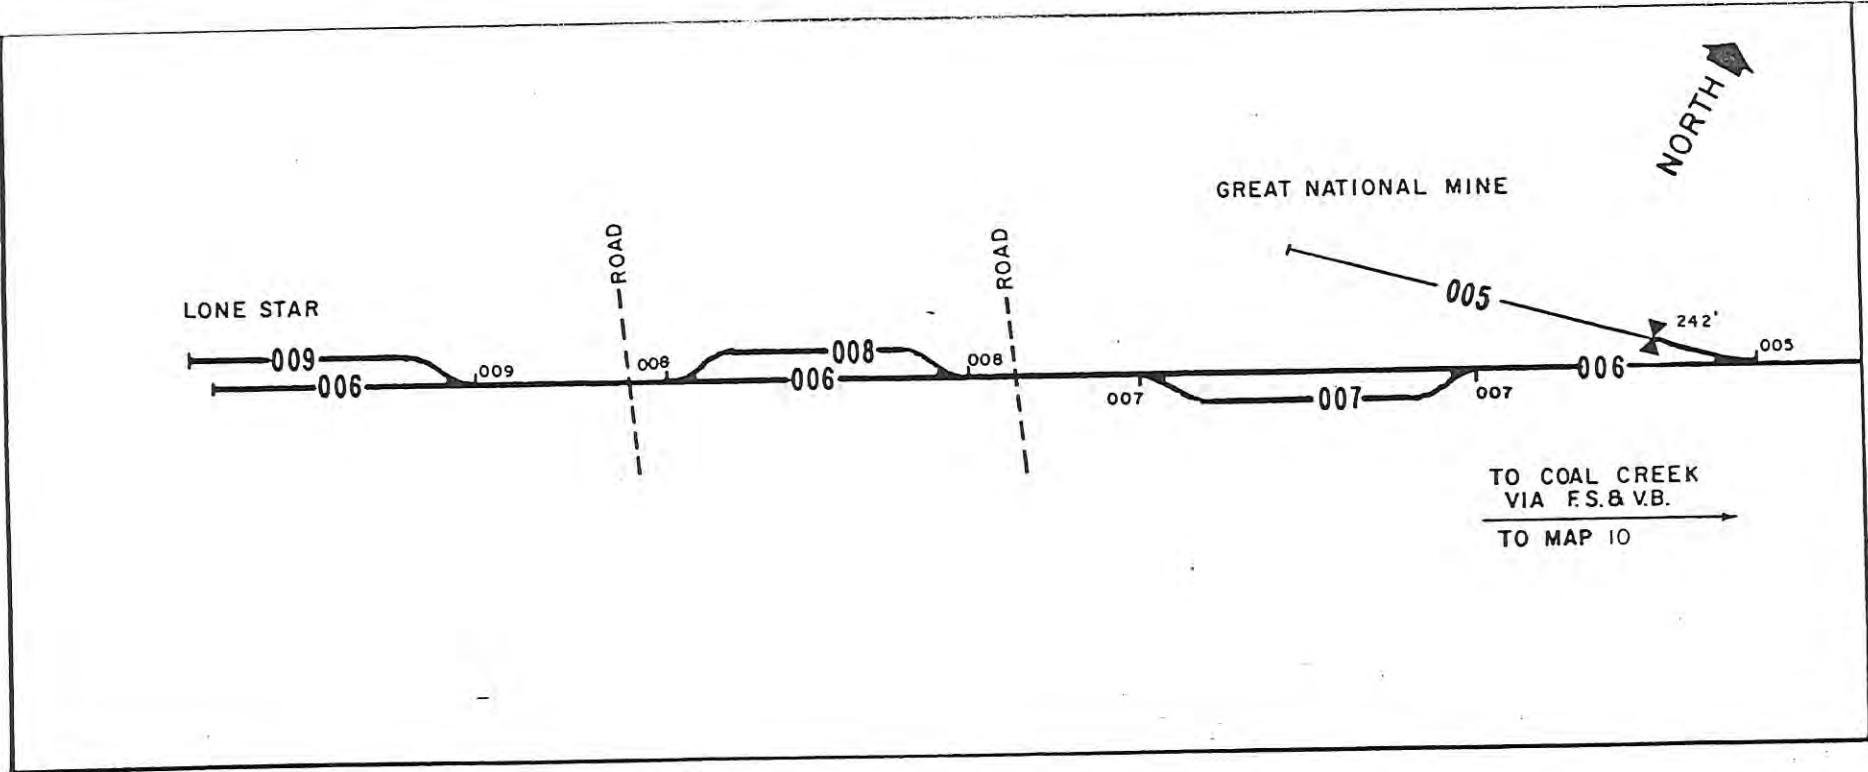 NORTH
GREAT NATIONAL MINE
ROAD
ROAD
LONE STAR
005
242'
005
009
009
008
008
008
006
006
006
007
007
007
TO COAL CREEK
VIA F.S. & V.B.
TO MAP 10